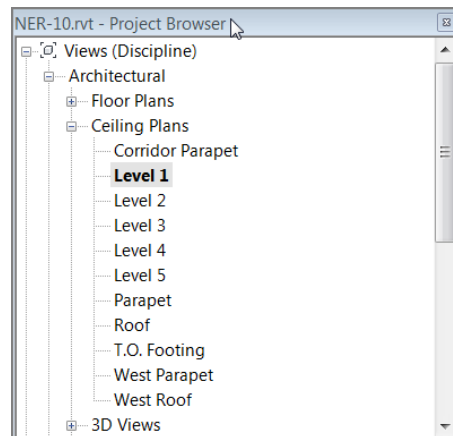 NER-10.rvt - Project Browser
Views (Discipline)
Architectural
Floor Plans
Ceiling Plans
Corridor Parapet
Level 1
Level 2
Level 3
Level 4
Level 5
Parapet
Roof
T.O. Footing
West Parapet
West Roof
3D Views